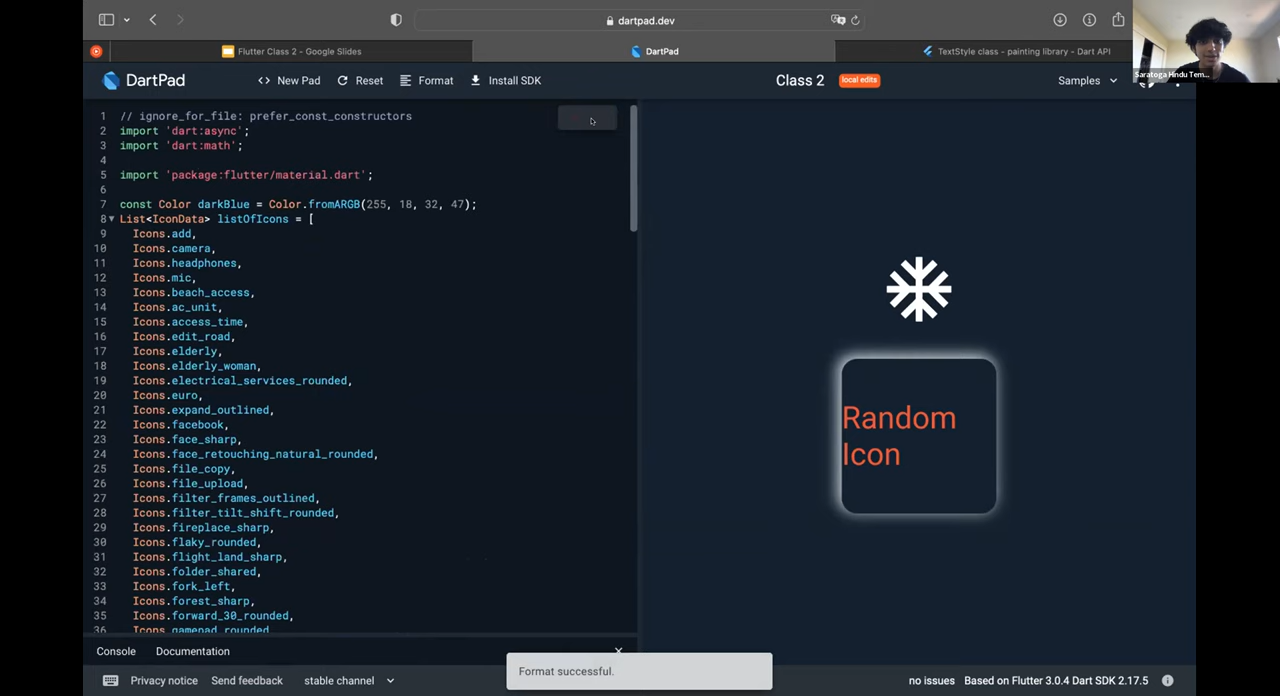 dartpad.dev
Flutter Class 2 - Google Slides
DartPad
TextStyle class - painting library - Dart API
Saratoga Hindu Tem...
DartPad
New Pad
Reset
Format
Install SDK
Class 2
local edits
Samples
1 // ignore_for_file: prefer_const_constructors
2 import 'dart:async';
3 import 'dart:math';
4
5 import 'package:flutter/material.dart';
6
7 const Color darkBlue = Color.fromARGB(255, 18, 32, 47);
8 List<IconData> listOfIcons = [
9 Icons.add,
10 Icons.camera,
11 Icons.headphones,
12 Icons.mic,
13 Icons.beach_access,
14 Icons.ac_unit,
15 Icons.access_time,
16 Icons.edit_road,
17 Icons.elderly,
18 Icons.elderly_woman,
19 Icons.electrical_services_rounded,
20 Icons.euro,
21 Icons.expand_outlined,
22 Icons.facebook,
23 Icons.face_sharp,
24 Icons.face_retouching_natural_rounded,
25 Icons.file_copy,
26 Icons.file_upload,
27 Icons.filter_frames_outlined,
28 Icons.filter_tilt_shift_rounded,
29 Icons.fireplace_sharp,
30 Icons.flaky_rounded,
31 Icons.flight_land_sharp,
32 Icons.folder_shared,
33 Icons.fork_left,
34 Icons.forest_sharp,
35 Icons.forward_30_rounded,
36 Icons.gamepad_rounded
Random
Icon
Console
Documentation
Format successful.
Privacy notice
Send feedback
stable channel
no issues
Based on Flutter 3.0.4 Dart SDK 2.17.5